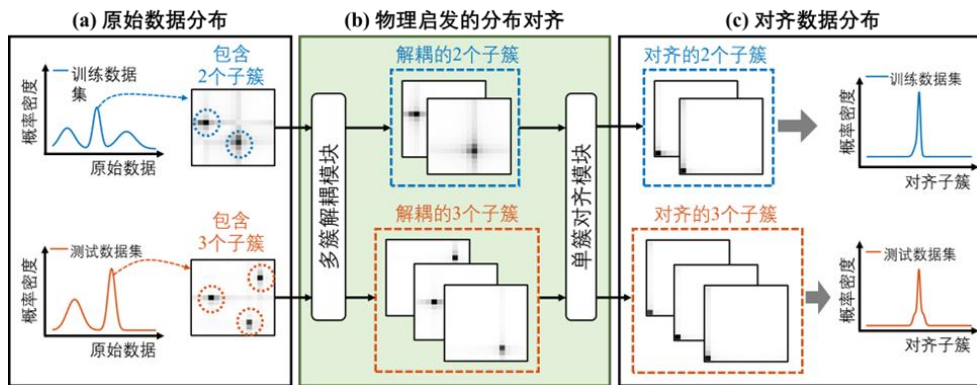 (a) 原始数据分布
(b) 物理启发的分布对齐
(c) 对齐数据分布
训练数据
集
概率密度
原始数据
包含
2个子簇
测试数据集
概率密度
原始数据
包含
3个子簇
多簇解耦模块
解耦的2个子簇
解耦的3个子簇
单簇对齐模块
对齐的2个子簇
对齐的3个子簇
训练数据集
概率密度
对齐子簇
测试数据集
概率密度
对齐子簇